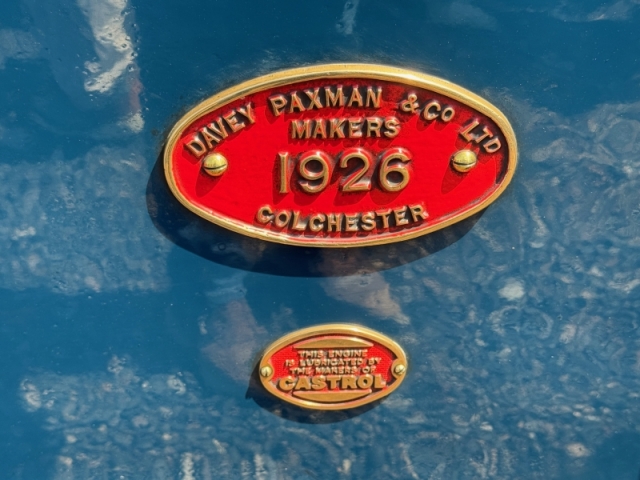 DAVEY PAXMAN & CO LTD
MAKERS
1926
COLCHESTER
THIS ENGINE
IS LUBRICATED BY
THE MAKERS OF
CASTROL